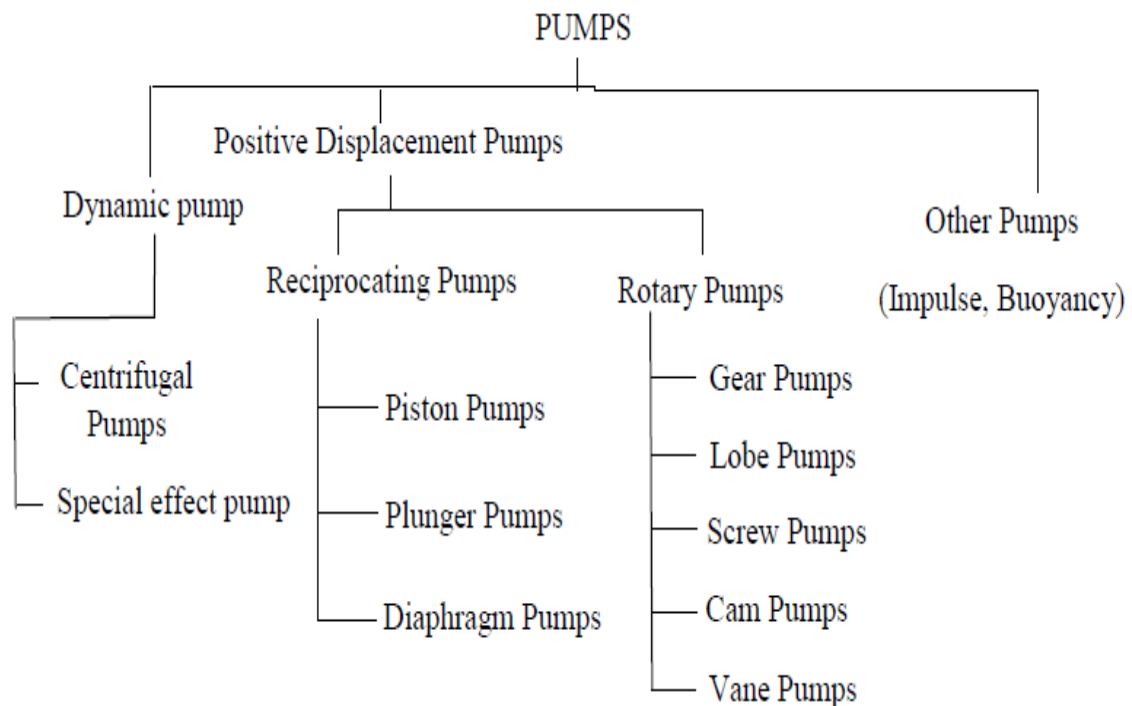 PUMPS
Positive Displacement Pumps
Dynamic pump
Other Pumps
(Impulse, Buoyancy)
Reciprocating Pumps
Rotary Pumps
Centrifugal
Pumps
Special effect pump
Piston Pumps
Plunger Pumps
Diaphragm Pumps
Gear Pumps
Lobe Pumps
Screw Pumps
Cam Pumps
Vane Pumps